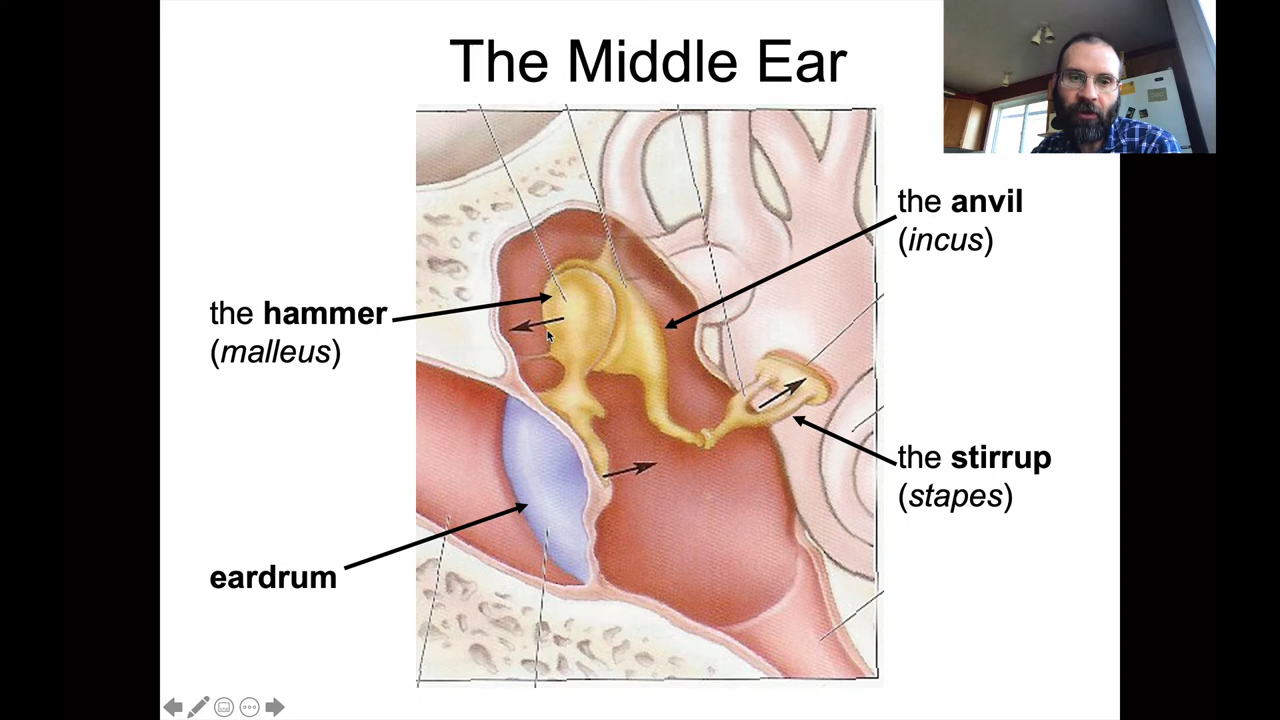 The Middle Ear
the anvil
(incus)
the hammer
(malleus)
the stirrup
(stapes)
eardrum